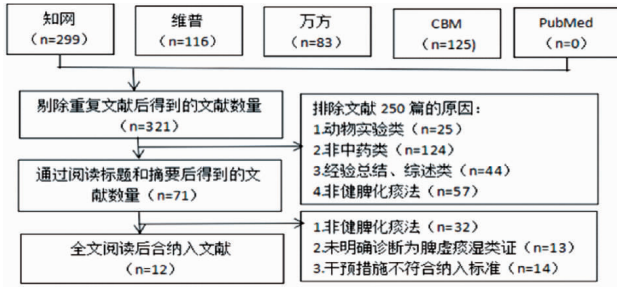 知网
（n=299）
维普
（n=116）
万方
（n=83）
CBM
（n=125)
PubMed
（n=0）
剔除重复文献后得到的文献数量
（n=321）
排除文献 250 篇的原因：
1.动物实验类（n=25）
2.非中药类（n=124）
3.经验总结、综述类（n=44）
4.非健脾化痰法（n=57）
通过阅读标题和摘要后得到的文
献数量（n=71）
1.非健脾化痰法（n=32）
2.未明确诊断为脾虚痰湿类证（n=13）
3.干预措施不符合纳入标准（n=14）
全文阅读后合纳入文献
（n=12）